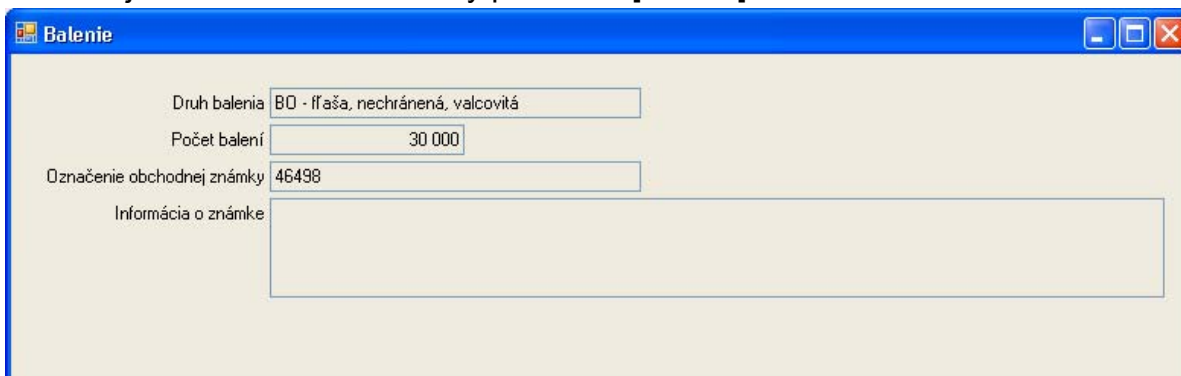 Balenie
Druh balenia BO - fľaša, nechránená, valcovitá
Počet balení 30 000
Označenie obchodnej známky 46498
Informácia o známke